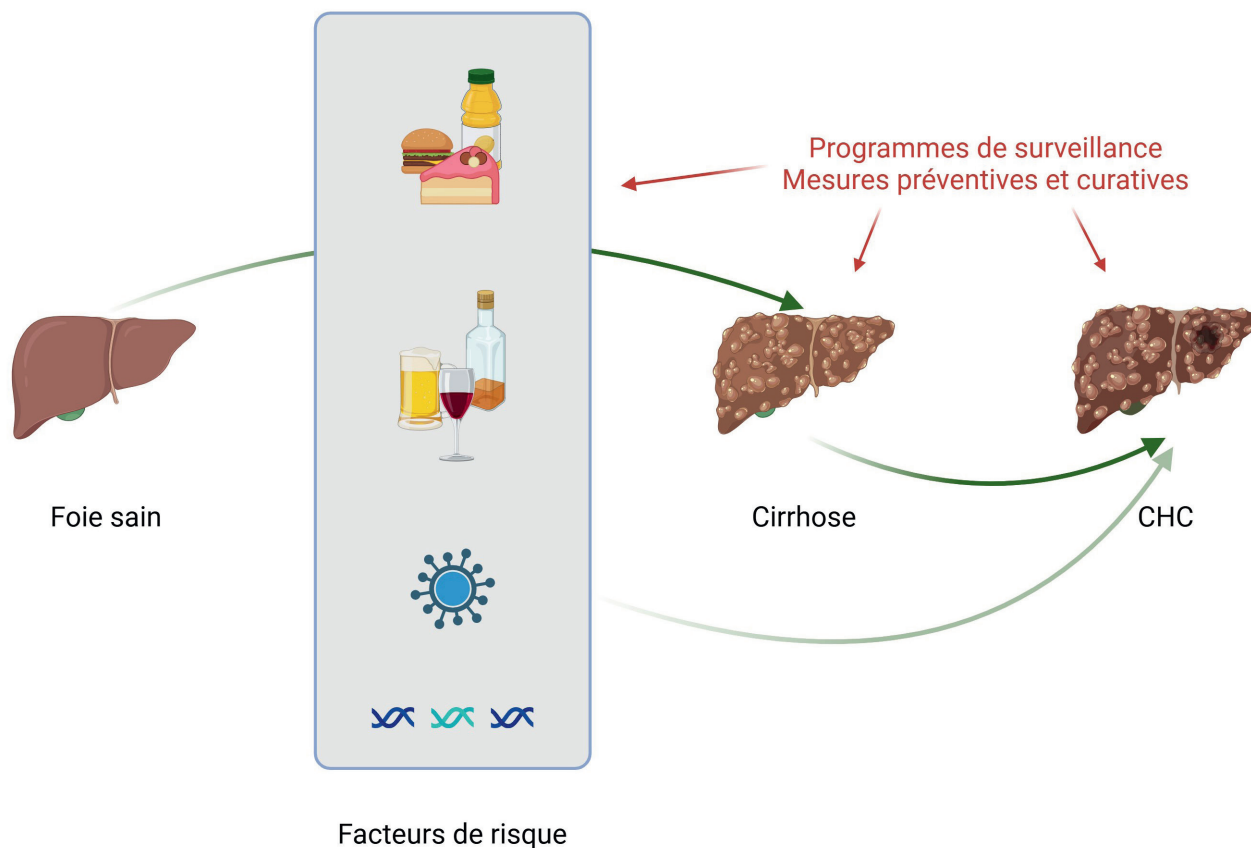 Programmes de surveillance
Mesures préventives et curatives
Foie sain
Cirrhose
CHC
Facteurs de risque